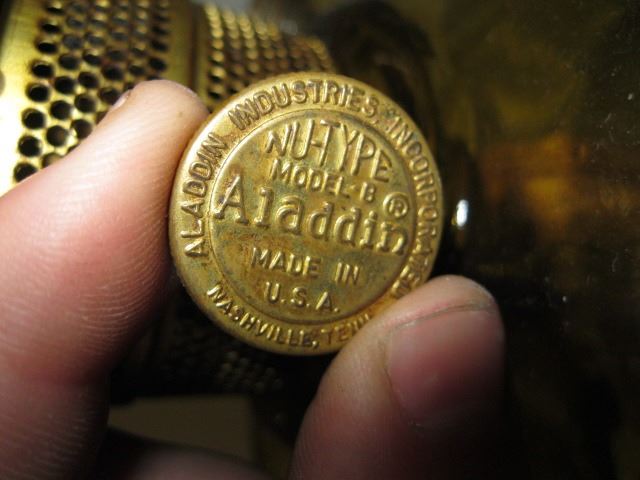 ALADDIN INDUSTRIES, INCORPORATED
NU-TYPE
MODEL-B
Aladdin®
MADE IN
U.S.A.
NASHVILLE, TENN.